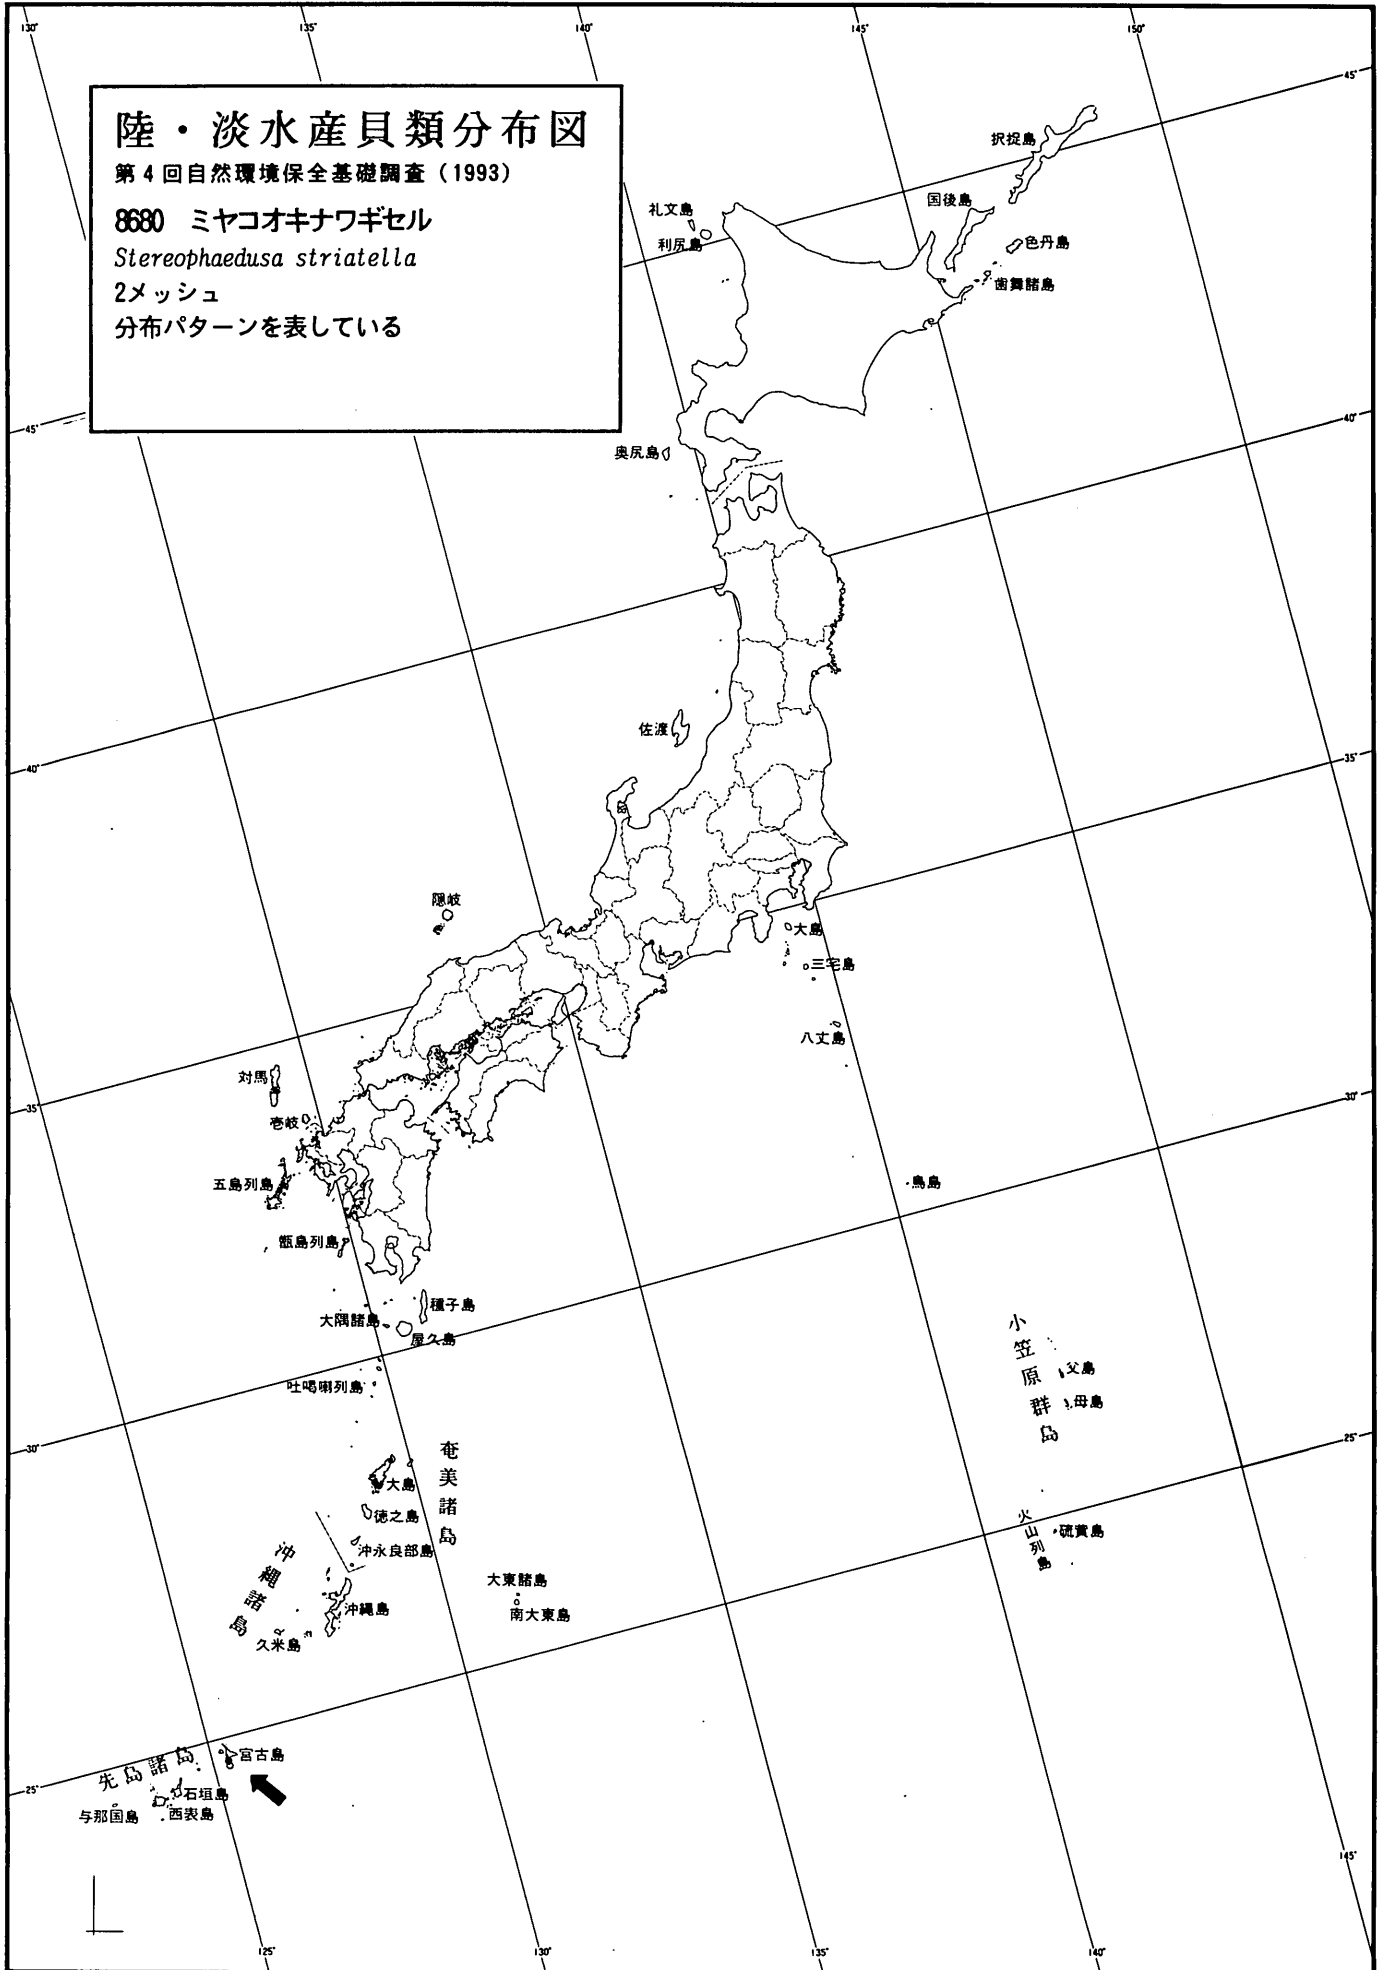 130°
135°
140°
145°
150°
陸・淡水産貝類分布図
第4回自然環境保全基礎調査(1993)
8680 ミヤコオキナワギセル
Stereophaedusa striatella
2メッシュ
分布パターンを表している
45°
択捉島
国後島
礼文島
利尻島
色丹島
歯舞諸島
40°
45°
奥尻島
佐渡
35°
40°
隠岐
大島
三宅島
八丈島
対馬
35°
壱岐
30°
五島列島
鳥島
甑島列島
種子島
大隅諸島
屋久島
小笠原群島
父島
吐噶喇列島
母島
25°
30°
奄美諸島
大島
徳之島
火山列島
硫黄島
沖永良部島
沖縄諸島
大東諸島
沖縄島
南大東島
久米島
先島諸島
宮古島
25°
石垣島
与那国島
西表島
145°
125°
130°
135°
140°